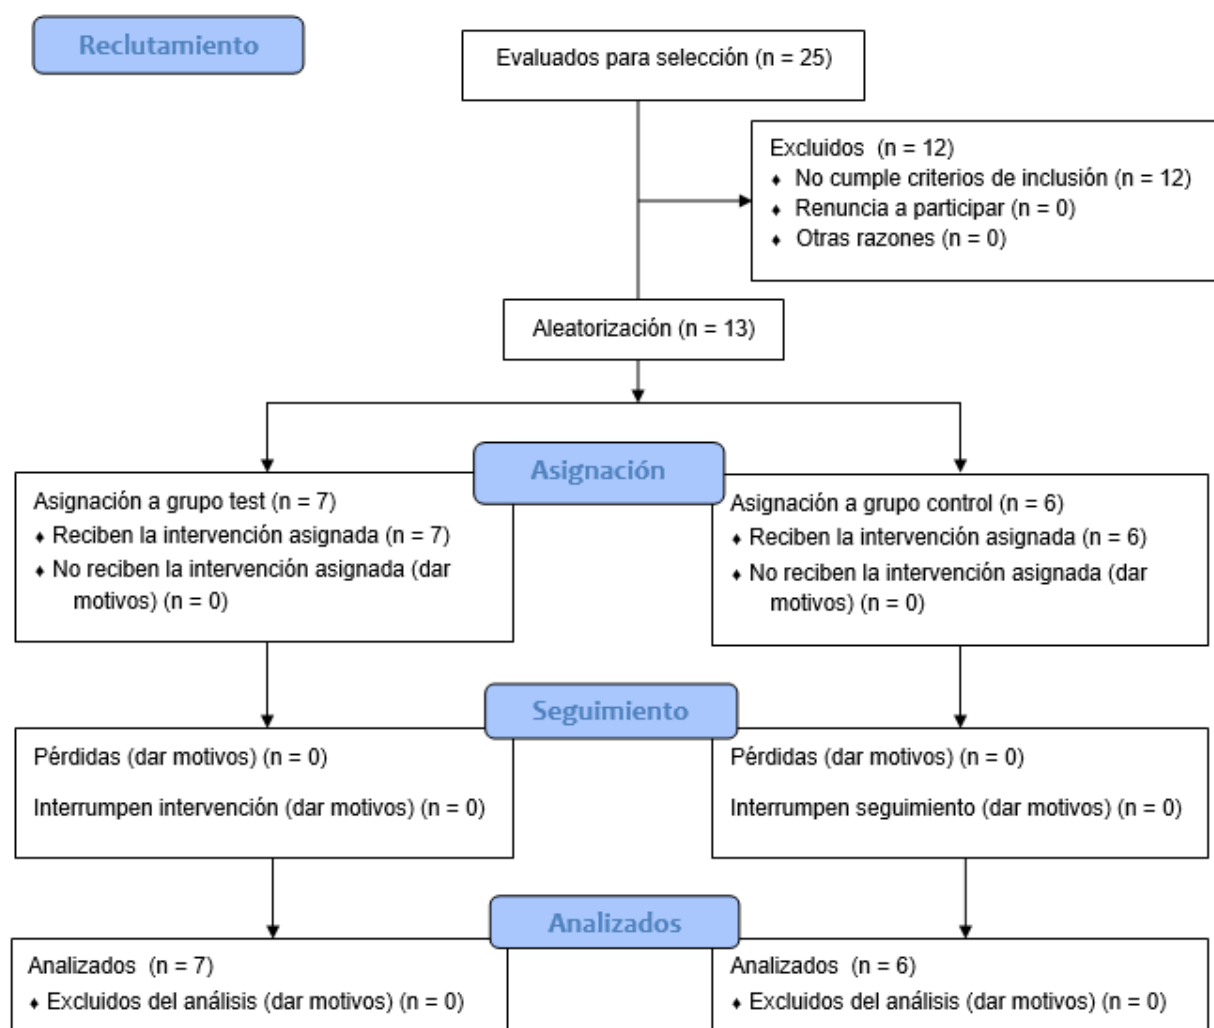 Reclutamiento
Evaluados para selección (n = 25)
Excluidos (n = 12)
♦ No cumple criterios de inclusión (n = 12)
♦ Renuncia a participar (n = 0)
♦ Otras razones (n = 0)
Aleatorización (n = 13)
Asignación
Asignación a grupo test (n = 7)
♦ Reciben la intervención asignada (n = 7)
♦ No reciben la intervención asignada (dar
motivos) (n = 0)
Asignación a grupo control (n = 6)
♦ Reciben la intervención asignada (n = 6)
♦ No reciben la intervención asignada (dar
motivos) (n = 0)
Seguimiento
Pérdidas (dar motivos) (n = 0)
Interrumpen intervención (dar motivos) (n = 0)
Pérdidas (dar motivos) (n = 0)
Interrumpen seguimiento (dar motivos) (n = 0)
Analizados
Analizados (n = 7)
♦ Excluidos del análisis (dar motivos) (n = 0)
Analizados (n = 6)
♦ Excluidos del análisis (dar motivos) (n = 0)